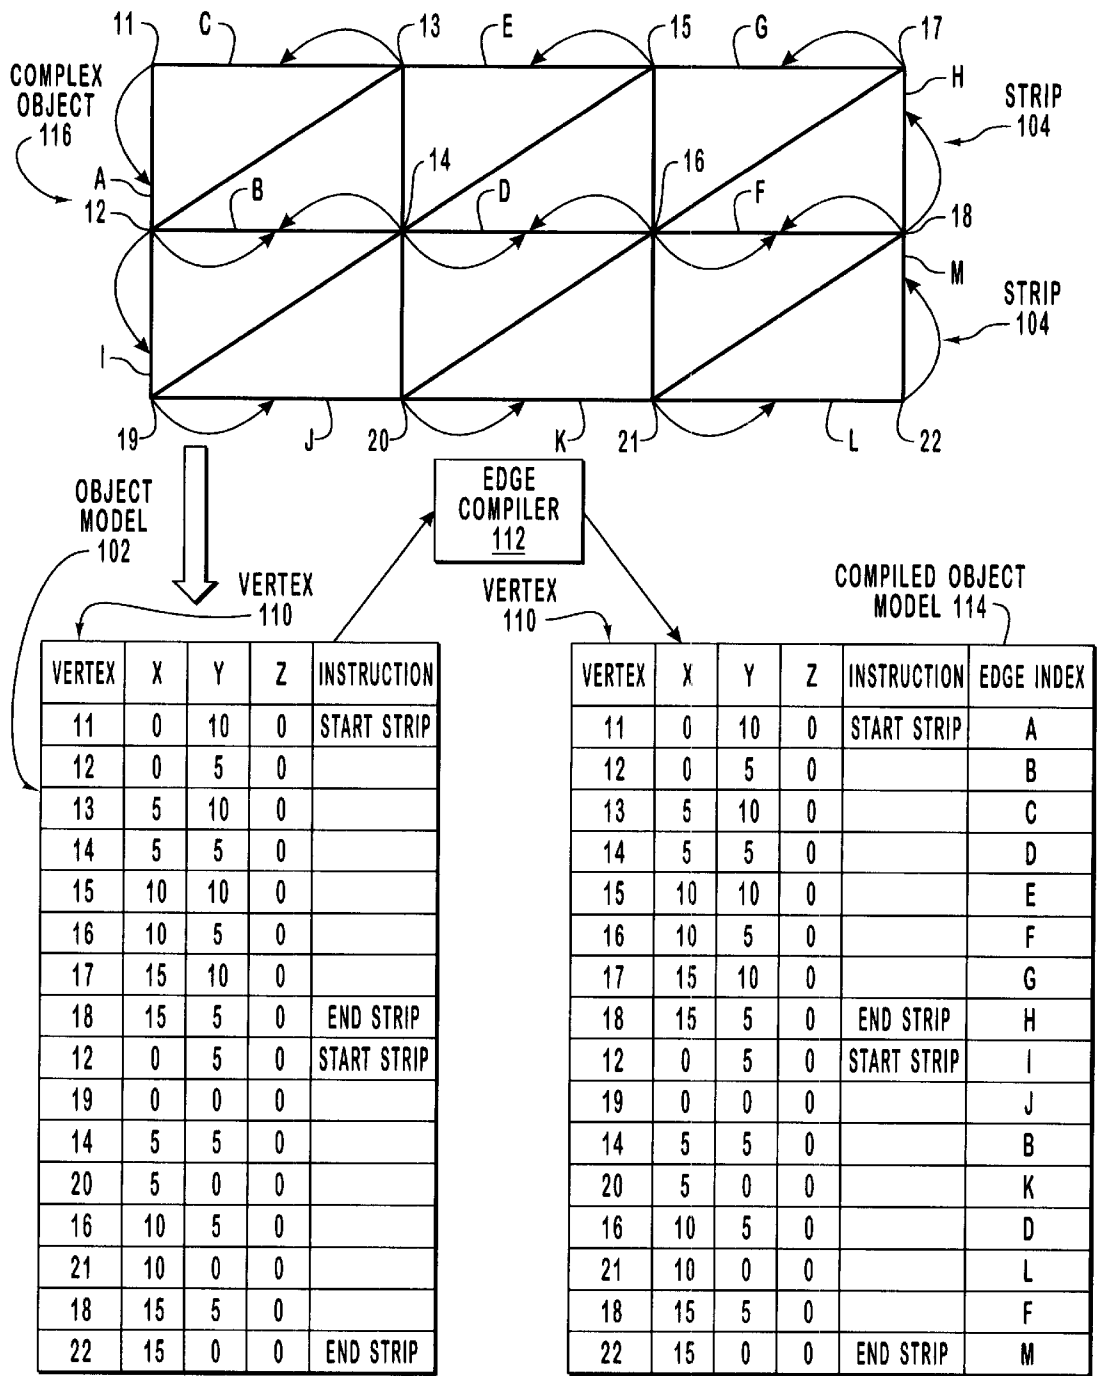 11 C 13 E 15 G 17
COMPLEX
OBJECT
116
H
STRIP
104
A
14
16
12
B
D
F
18
M
STRIP
104
I
19
J
20
K
21
L
22
OBJECT
MODEL
102
EDGE
COMPILER
112
VERTEX
110
VERTEX
110
COMPILED OBJECT
MODEL 114
VERTEX X Y Z INSTRUCTION
11 0 10 0 START STRIP
12 0 5 0
13 5 10 0
14 5 5 0
15 10 10 0
16 10 5 0
17 15 10 0
18 15 5 0 END STRIP
12 0 5 0 START STRIP
19 0 0 0
14 5 5 0
20 5 0 0
16 10 5 0
21 10 0 0
18 15 5 0
22 15 0 0 END STRIP
VERTEX X Y Z INSTRUCTION EDGE INDEX
11 0 10 0 START STRIP A
12 0 5 0 B
13 5 10 0 C
14 5 5 0 D
15 10 10 0 E
16 10 5 0 F
17 15 10 0 G
18 15 5 0 END STRIP H
12 0 5 0 START STRIP I
19 0 0 0 J
14 5 5 0 B
20 5 0 0 K
16 10 5 0 D
21 10 0 0 L
18 15 5 0 F
22 15 0 0 END STRIP M